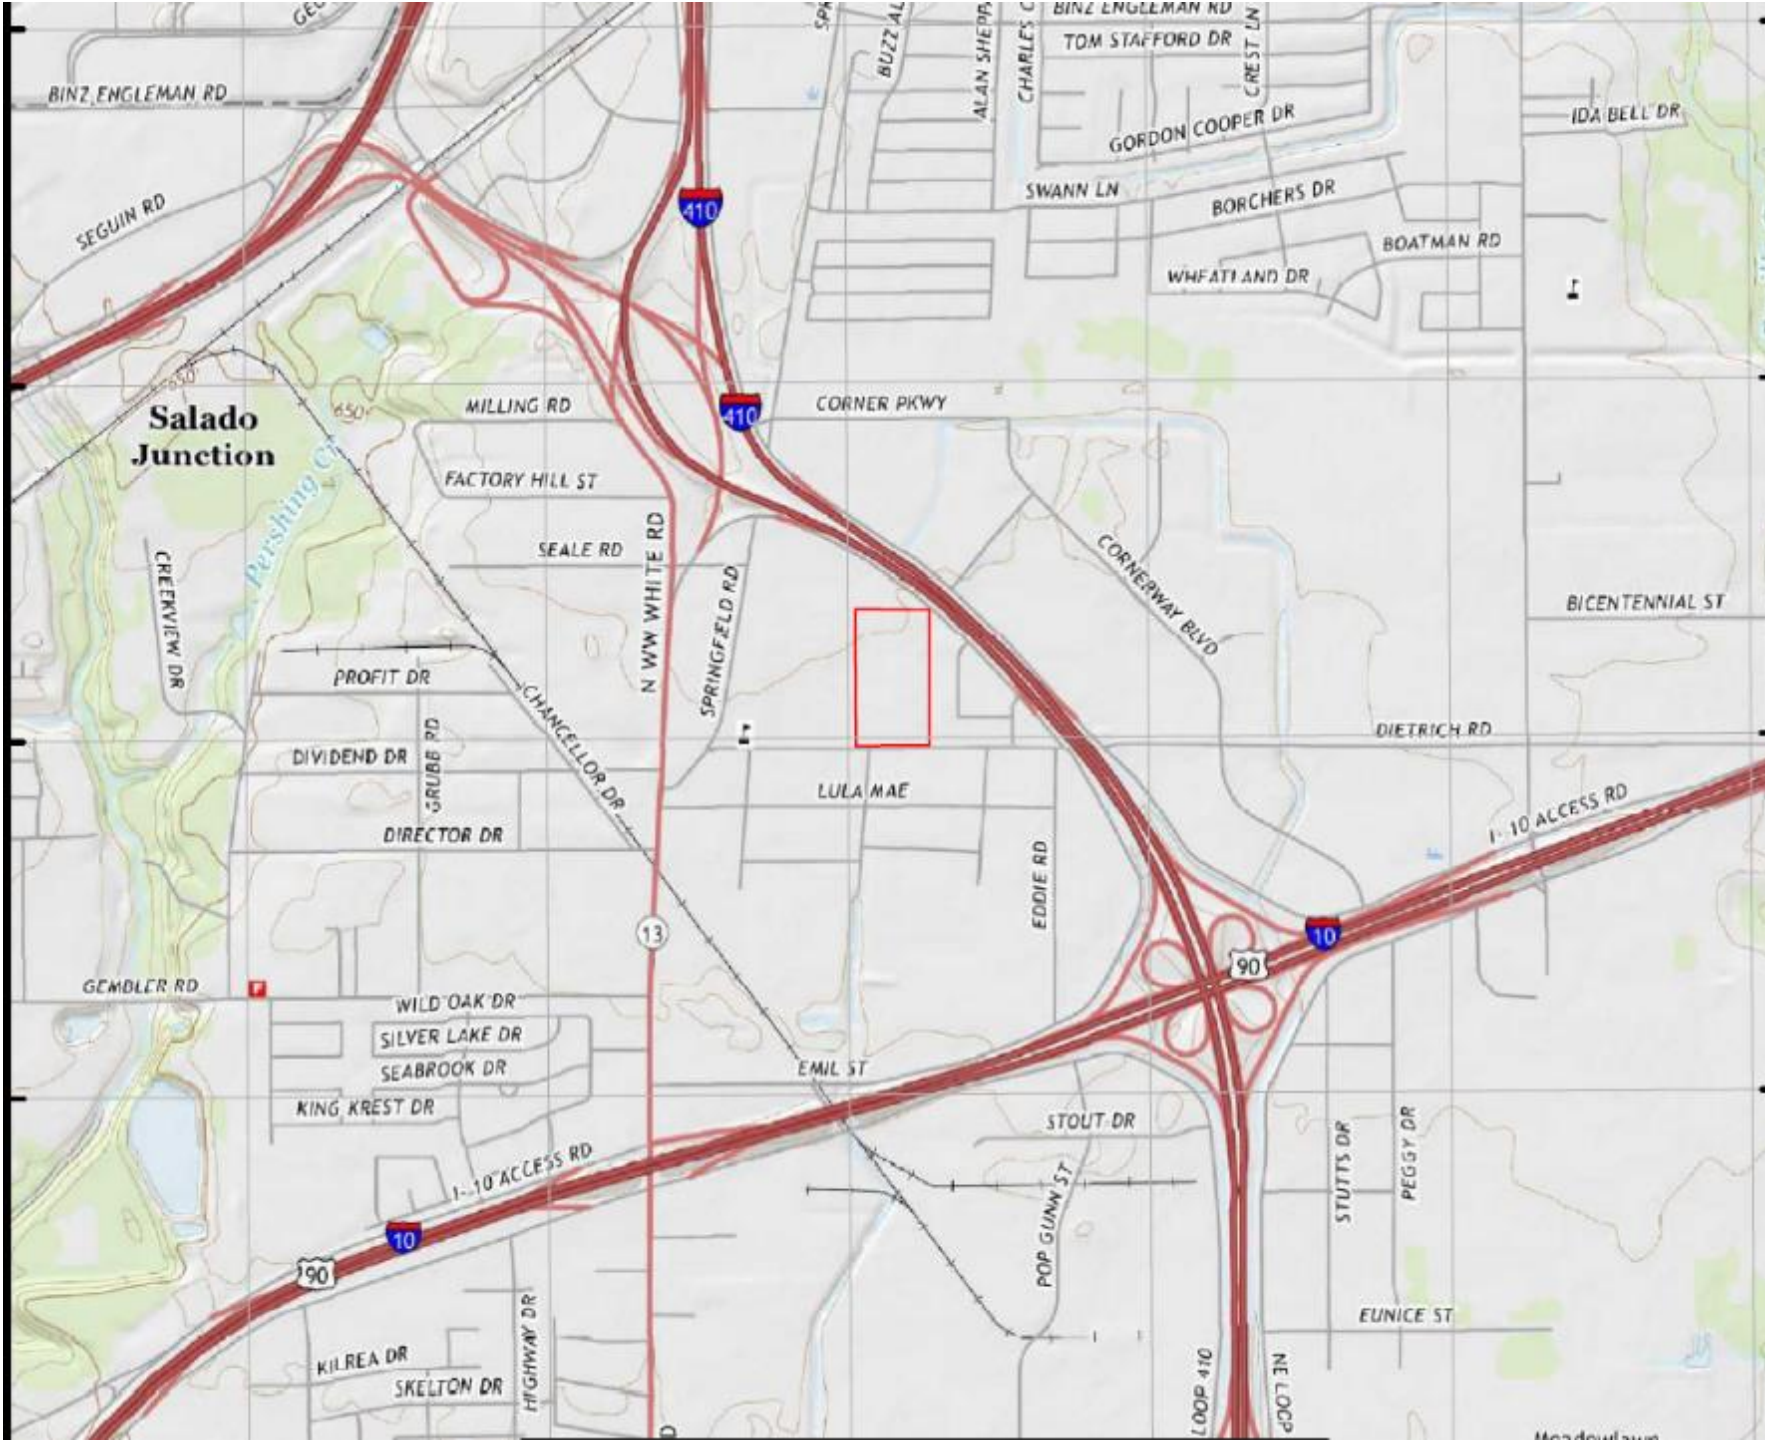 BINZ ENGLEMAN RD
TOM STAFFORD DR
CREST LN
ALAN SHEPP
CHARLES C
BUZZ AL
BINZ ENGLEMAN RD
GORDON COOPER DR
IDA BELL DR
SEGUIN RD
SWANN LN
BORCHERS DR
410
BOATMAN RD
WHEATLAND DR
650
Salado
Junction
650
MILLING RD
410
CORNER PKWY
Pershing Cr
FACTORY HILL ST
SEALE RD
N WW WHITE RD
SPRINGFIELD RD
CORNERWAY BLVD
BICENTENNIAL ST
CREEKVIEW DR
PROFIT DR
CHANCELLOR DR
GRUBB RD
DIVIDEND DR
DIETRICH RD
LULA MAE
DIRECTOR DR
I- 10 ACCESS RD
EDDIE RD
13
10
90
GEMBLER RD
F
WILD OAK DR
SILVER LAKE DR
SEABROOK DR
EMIL ST
KING KREST DR
STOUT DR
I- 10 ACCESS RD
POP GUNN ST
STUTTS DR
PEGGY DR
10
90
EUNICE ST
KILREA DR
SKELTON DR
HIGHWAY DR
LOOP 410
NE LOOP
D
Meadowlawn